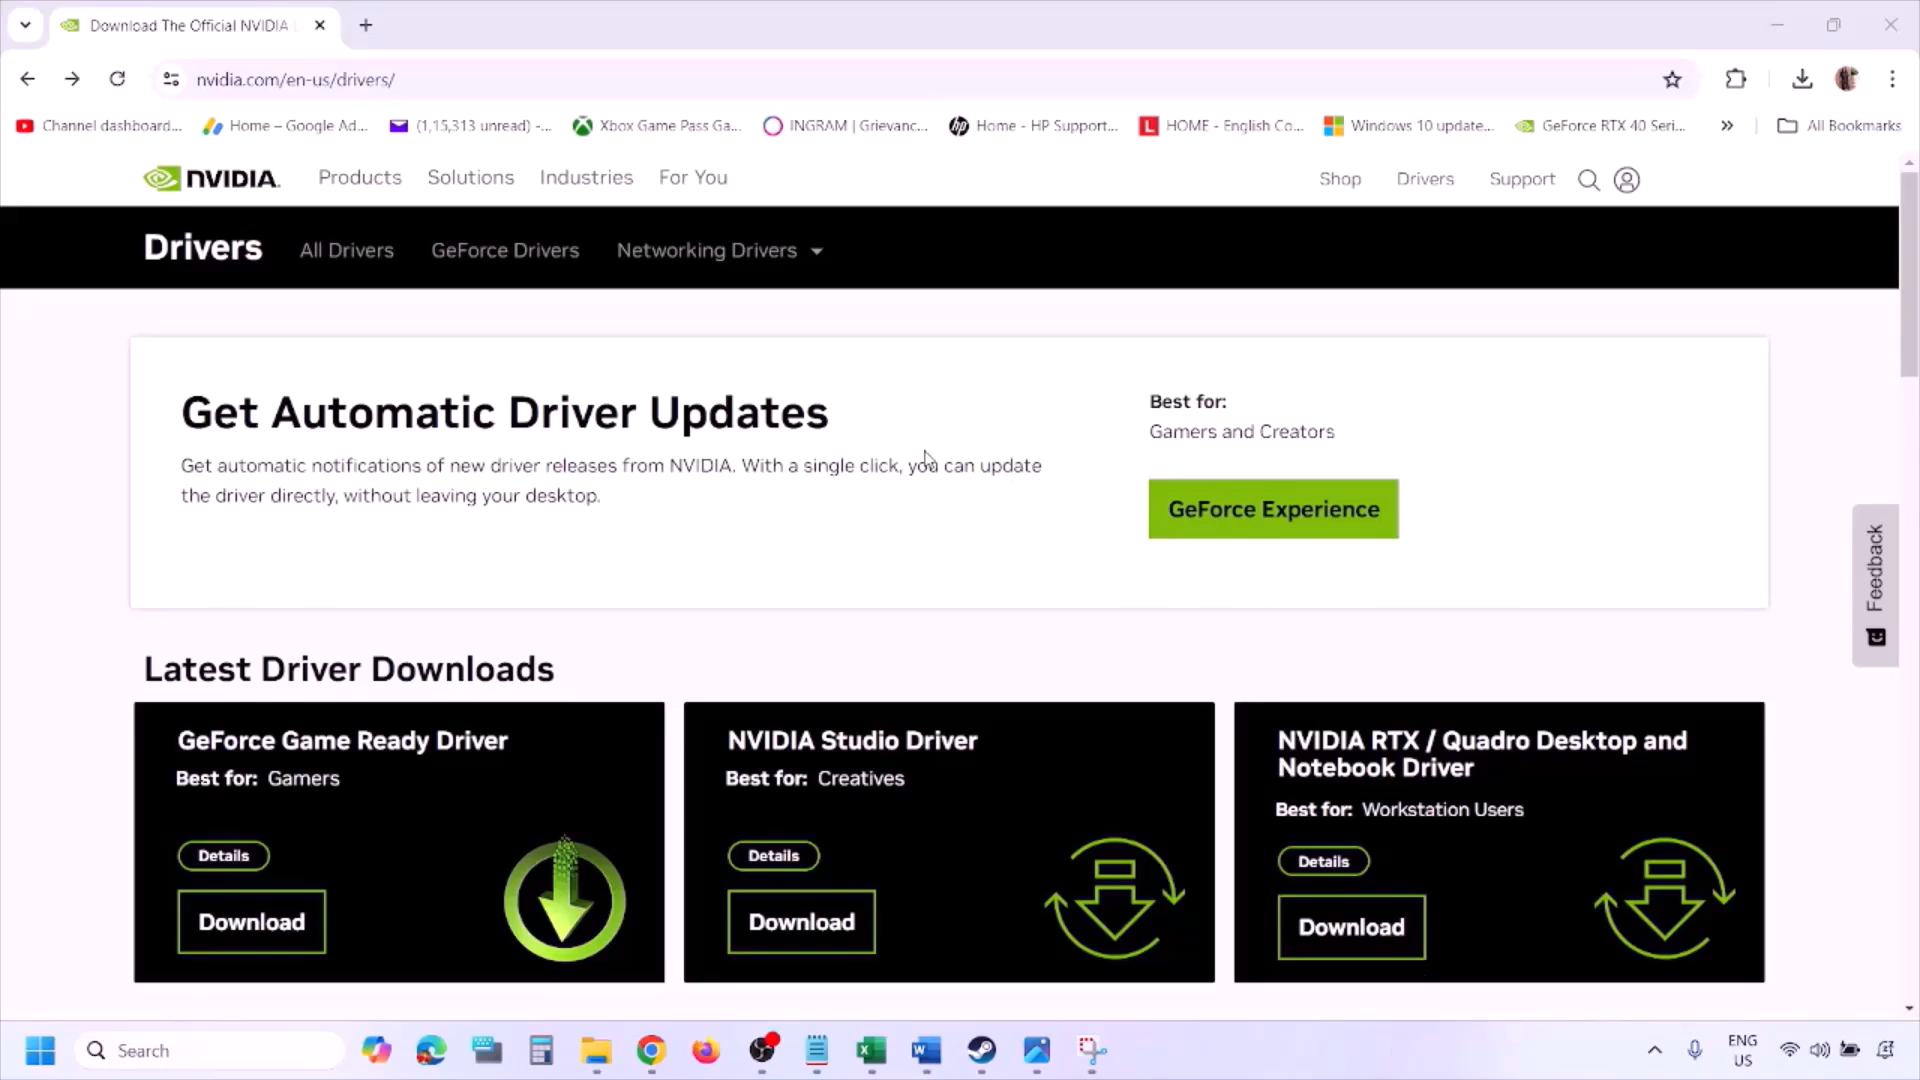 Download The Official NVIDIA
nvidia.com/en-us/drivers/
Channel dashboard...
Home – Google Ad...
(1,15,313 unread) -...
Xbox Game Pass Ga...
INGRAM | Grievanc...
Home - HP Support...
HOME - English Co...
Windows 10 update...
GeForce RTX 40 Seri...
All Bookmarks
NVIDIA.
Products
Solutions
Industries
For You
Shop
Drivers
Support
Drivers
All Drivers
GeForce Drivers
Networking Drivers
Get Automatic Driver Updates
Get automatic notifications of new driver releases from NVIDIA. With a single click, you can update
the driver directly, without leaving your desktop.
Best for:
Gamers and Creators
GeForce Experience
Feedback
Latest Driver Downloads
GeForce Game Ready Driver
Best for: Gamers
Details
Download
NVIDIA Studio Driver
Best for: Creatives
Details
Download
NVIDIA RTX / Quadro Desktop and
Notebook Driver
Best for: Workstation Users
Details
Download
Search
ENG
US